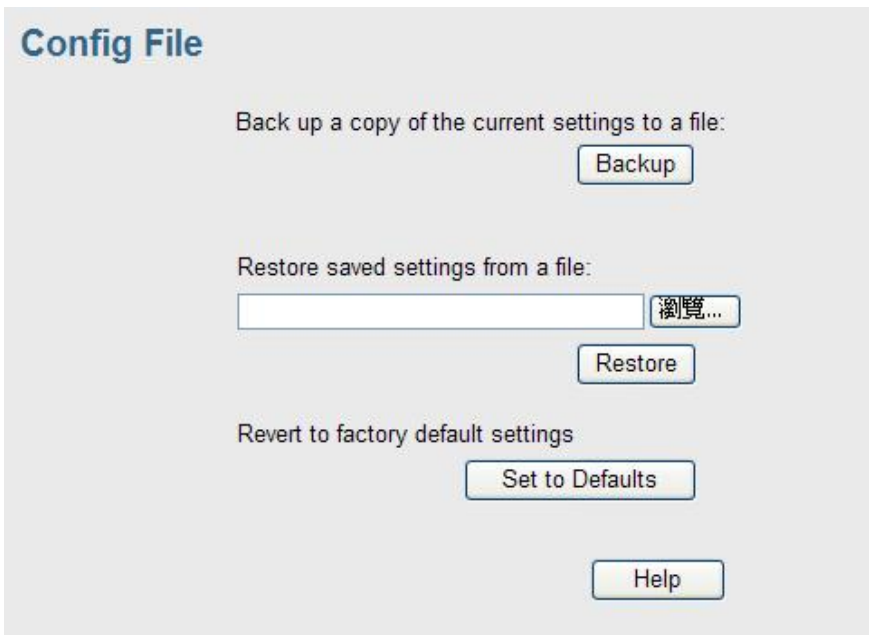 Config File
Back up a copy of the current settings to a file:
Backup
Restore saved settings from a file:
瀏覽...
Restore
Revert to factory default settings
Set to Defaults
Help